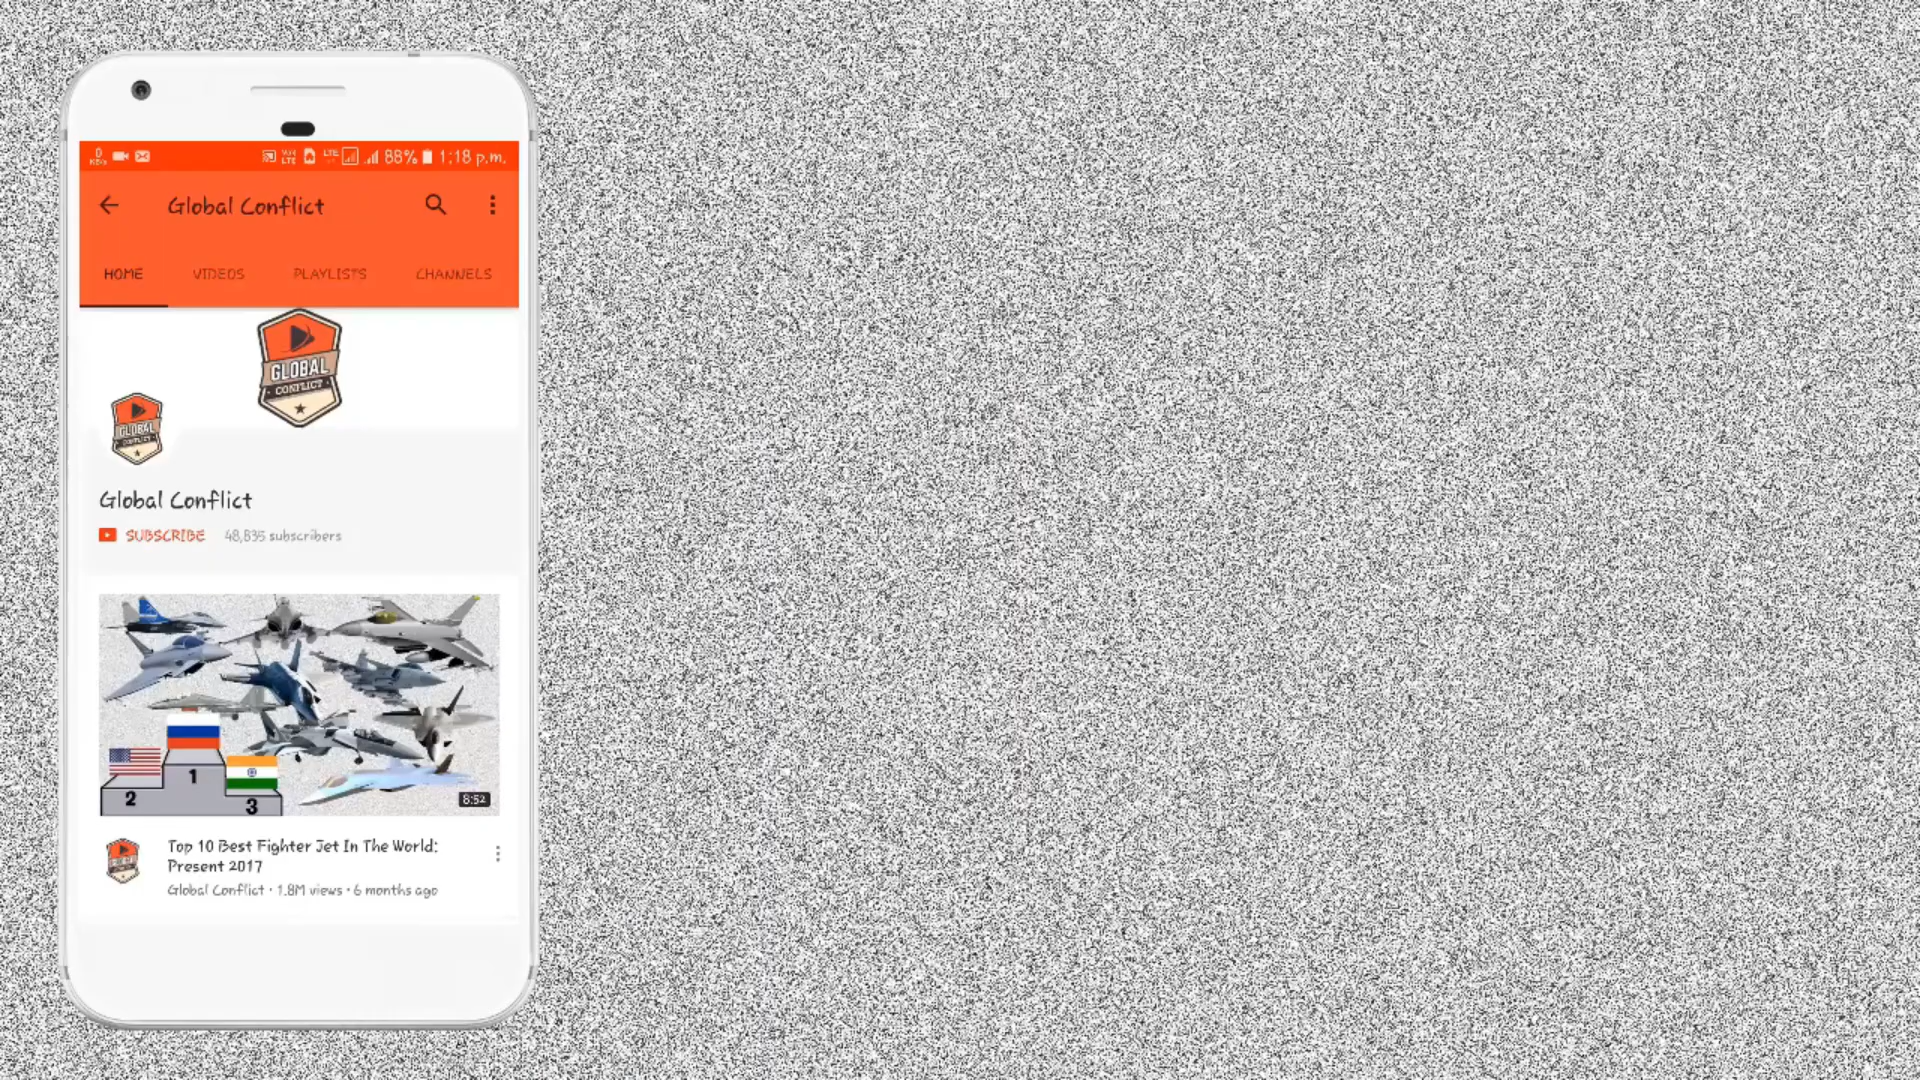 88% 1:18 p.m.
Global Conflict
HOME VIDEOS PLAYLISTS CHANNELS
GLOBAL
CONFLICT
GLOBAL
CONFLICT
Global Conflict
SUBSCRIBE 48,835 subscribers
1
2
3
8:52
Top 10 Best Fighter Jet In The World:
Present 2017
Global Conflict · 1.8M views · 6 months ago